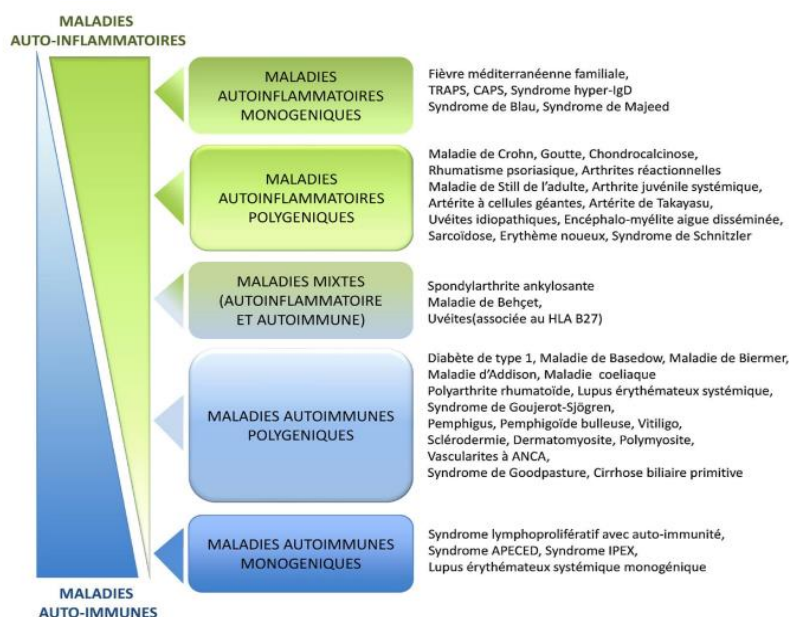 MALADIES
AUTO-INFLAMMATOIRES
MALADIES
AUTOINFLAMMATOIRES
MONOGENIQUES
Fièvre méditerranéenne familiale,
TRAPS, CAPS, Syndrome hyper-IgD
Syndrome de Blau, Syndrome de Majeed
MALADIES
AUTOINFLAMMATOIRES
POLYGENIQUES
Maladie de Crohn, Goutte, Chondrocalcinose,
Rhumatisme psoriasique, Arthrites réactionnelles
Maladie de Still de l'adulte, Arthrite juvénile systémique,
Artérite à cellules géantes, Artérite de Takayasu,
Uvéites idiopathiques, Encéphalo-myélite aigue disséminée,
Sarcoïdose, Erythème noueux, Syndrome de Schnitzler
MALADIES MIXTES
(AUTOINFLAMMATOIRE
ET AUTOIMMUNE)
Spondylarthrite ankylosante
Maladie de Behçet,
Uvéites(associée au HLA B27)
MALADIES AUTOIMMUNES
POLYGENIQUES
Diabète de type 1, Maladie de Basedow, Maladie de Biermer,
Maladie d'Addison, Maladie coeliaque
Polyarthrite rhumatoïde, Lupus érythémateux systémique,
Syndrome de Goujerot-Sjögren,
Pemphigus, Pemphigoïde bulleuse, Vitiligo,
Sclérodermie, Dermatomyosite, Polymyosite,
Vascularites à ANCA,
Syndrome de Goodpasture, Cirrhose biliaire primitive
MALADIES AUTOIMMUNES
MONOGENIQUES
Syndrome lymphoprolifératif avec auto-immunité,
Syndrome APECED, Syndrome IPEX,
Lupus érythémateux systémique monogénique
MALADIES
AUTO-IMMUNES